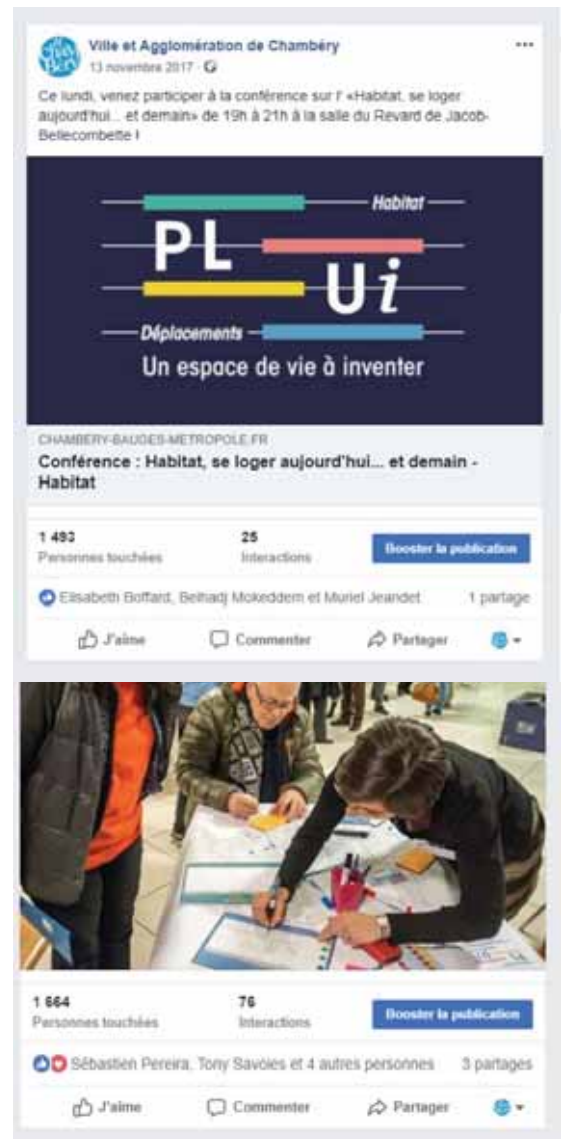 Ville et Agglomération de Chambéry
13 novembre 2017
Ce lundi, venez participer à la conférence sur l' «Habitat, se loger
aujourd'hui... et demain» de 19h à 21h à la salle du Revard de Jacob-
Bellecombette !
Habitat
PL
Ui
Déplacements
Un espace de vie à inventer
CHAMBERY-BAUGES-METROPOLE.FR
Conférence : Habitat, se loger aujourd'hui... et demain -
Habitat
1 493 25 Booster la publication
Personnes touchées Interactions
Elisabeth Boffard, Belhadj Mokeddem et Muriel Jeandet 1 partage
J'aime Commenter Partager
1 664 76 Booster la publication
Personnes touchées Interactions
Sébastien Pereira, Tony Savoies et 4 autres personnes 3 partages
J'aime Commenter Partager